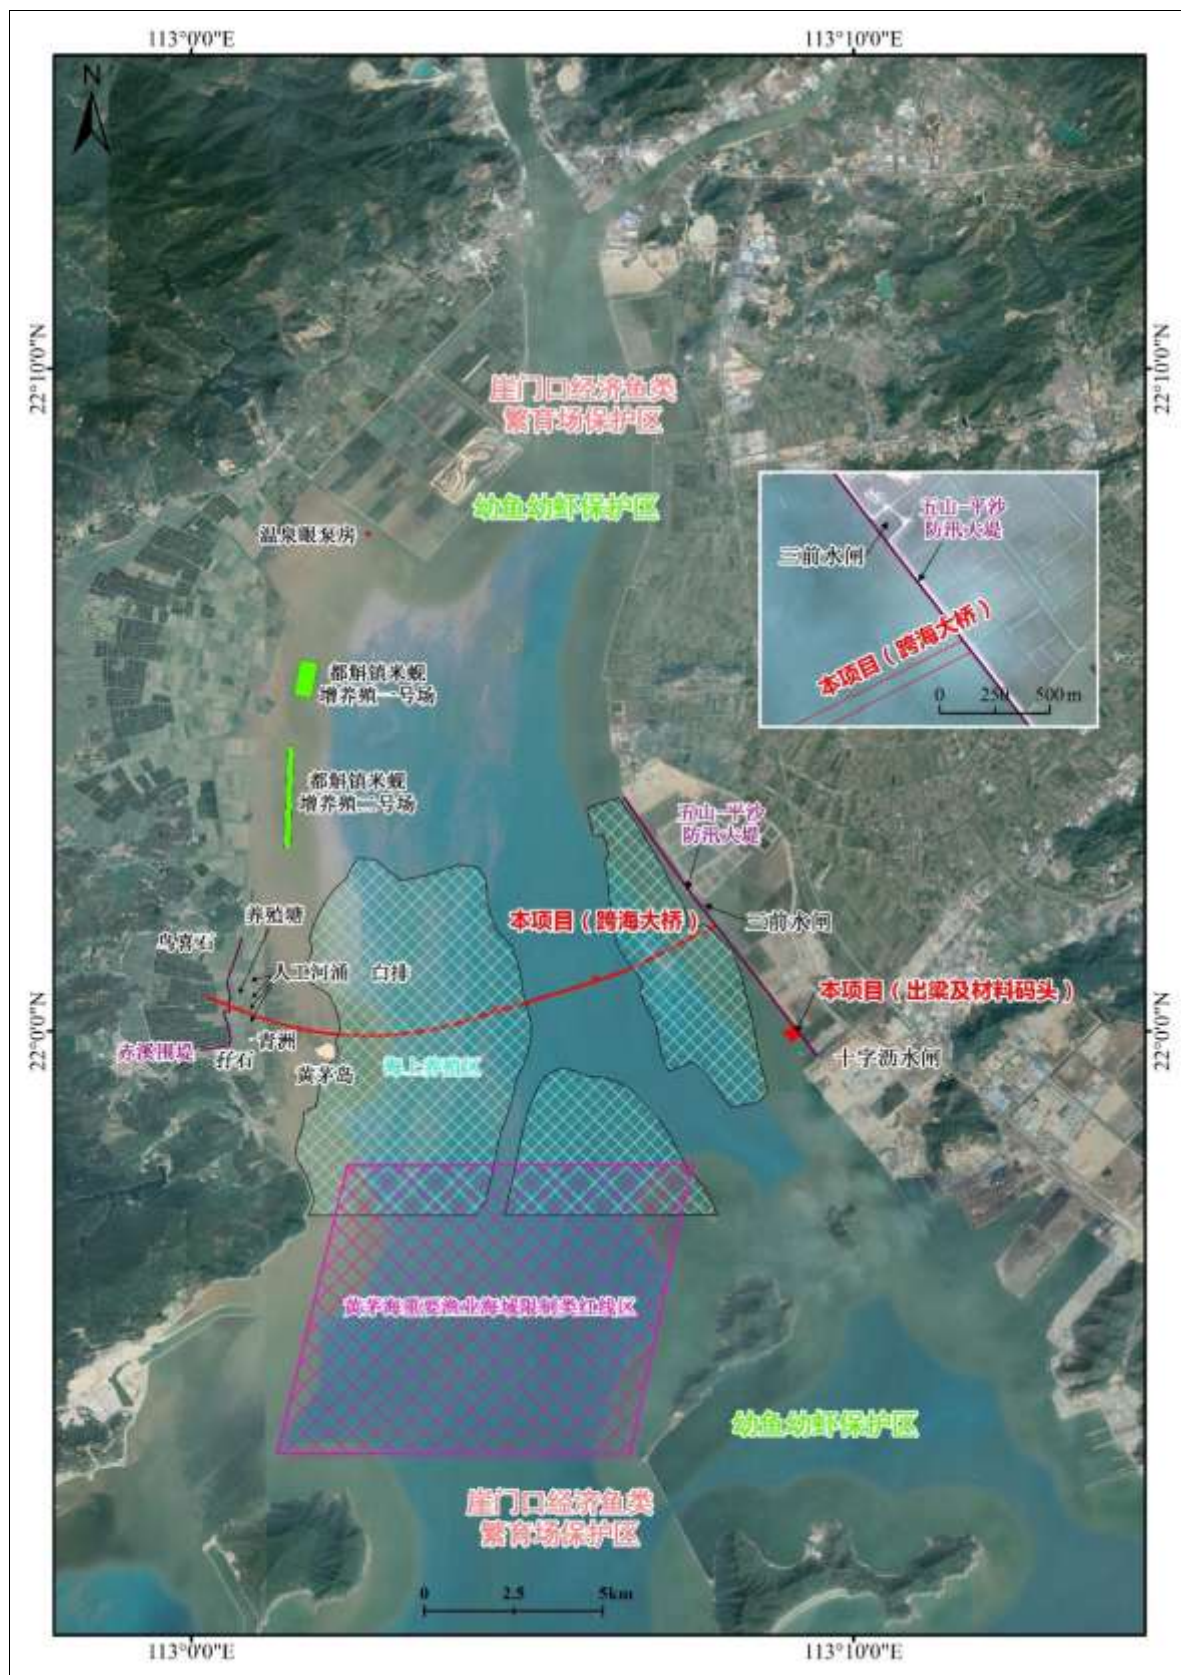 113°0'0"E
113°10'0"E
N
22°10'0"N
22°10'0"N
崖门口经济鱼类
繁育场保护区
幼鱼幼虾保护区
温泉眼泵房
五山-平沙
防汛大堤
三前水闸
本项目（跨海大桥）
0 250 500m
都斛镇米蚬
增养殖一号场
都斛镇米蚬
增养殖二号场
五山-平沙
防汛大堤
养殖塘
本项目（跨海大桥）
三前水闸
鸟喜石
人工河涌
白排
本项目（出梁及材料码头）
22°0'0"N
22°0'0"N
青洲
赤溪围堤
孖石
黄茅岛
海上养殖区
十字沥水闸
黄茅海重要渔业海域限制类红线区
幼鱼幼虾保护区
崖门口经济鱼类
繁育场保护区
0 2.5 5km
113°0'0"E
113°10'0"E